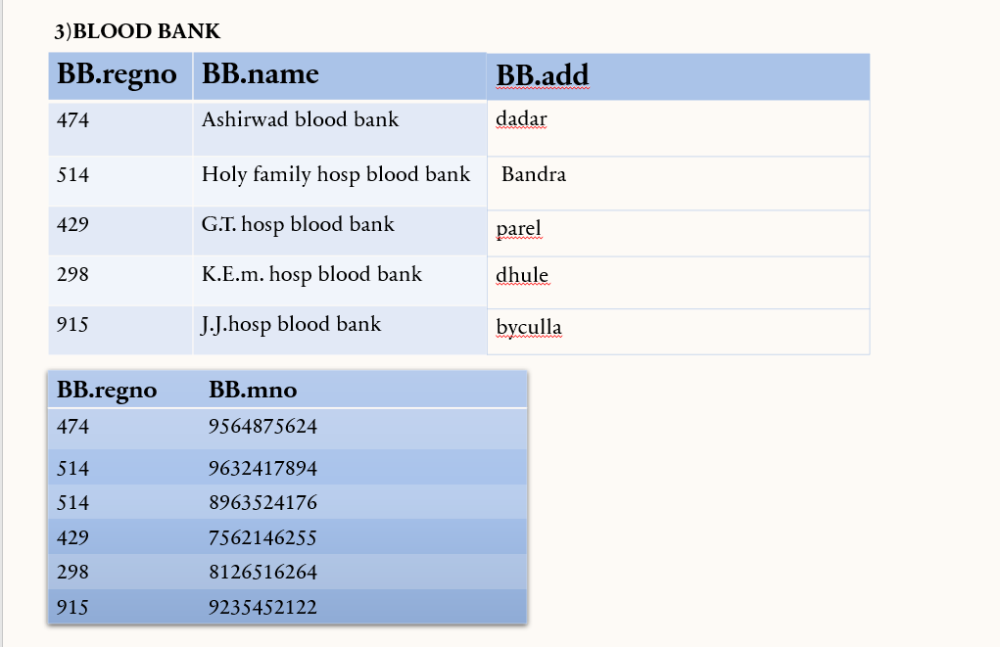 3)BLOOD BANK
BB.regno BB.name BB.add
474 Ashirwad blood bank dadar
514 Holy family hosp blood bank Bandra
429 G.T. hosp blood bank parel
298 K.E.m. hosp blood bank dhule
915 J.J.hosp blood bank byculla
BB.regno BB.mno
474 9564875624
514 9632417894
514 8963524176
429 7562146255
298 8126516264
915 9235452122